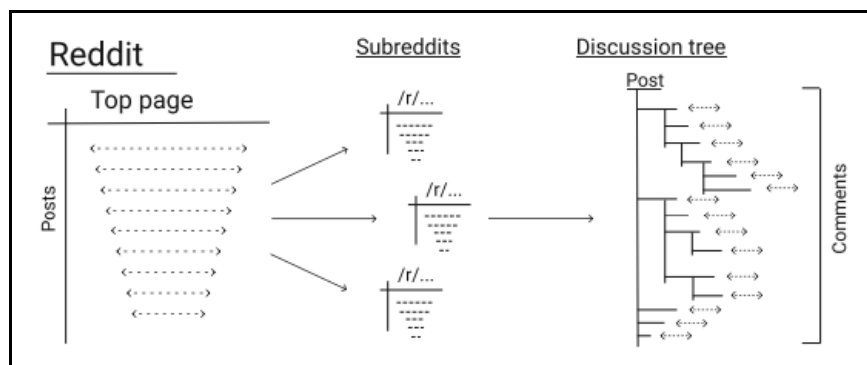 Reddit
Top page
Posts
Subreddits
/r/...
/r/...
/r/...
Discussion tree
Post
Comments